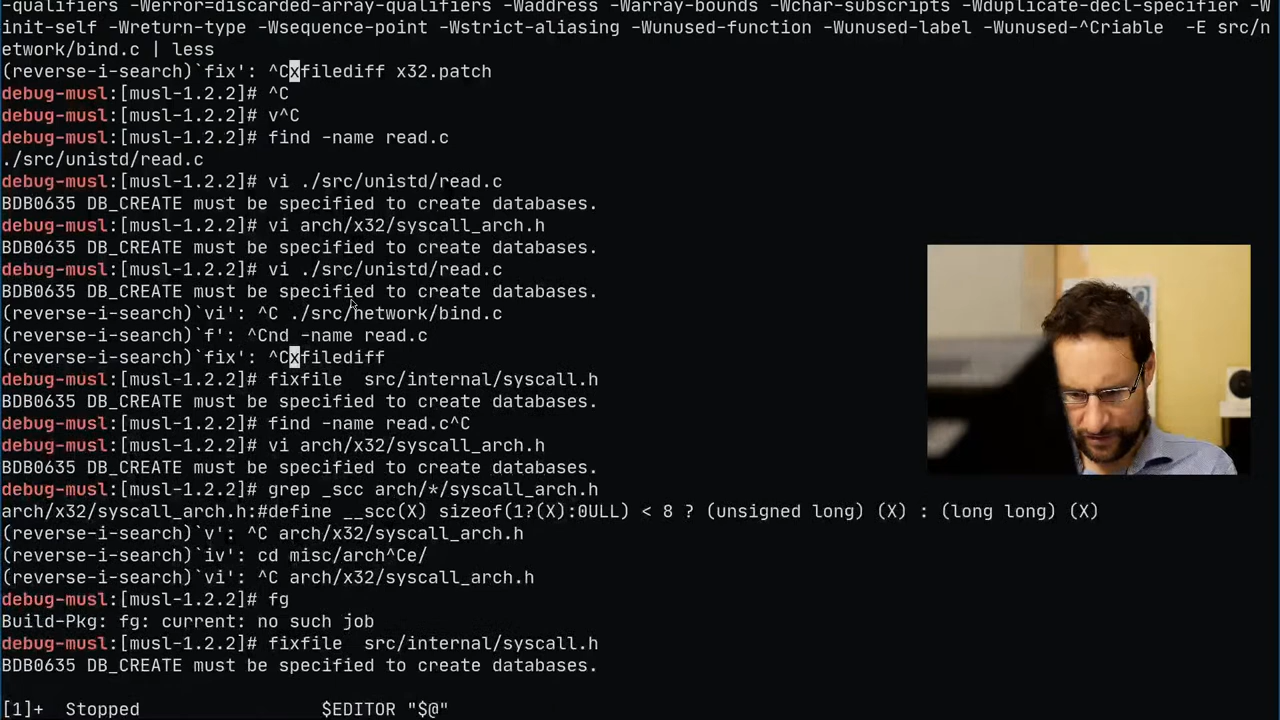 -qualifiers -Werror=discarded-array-qualifiers -Waddress -Warray-bounds -Wchar-subscripts -Wduplicate-decl-specifier -W
init-self -Wreturn-type -Wsequence-point -Wstrict-aliasing -Wunused-function -Wunused-label -Wunused-^Criable  -E src/n
etwork/bind.c | less
(reverse-i-search)`fix': ^Cxfilediff x32.patch
debug-musl:[musl-1.2.2]# ^C
debug-musl:[musl-1.2.2]# v^C
debug-musl:[musl-1.2.2]# find -name read.c
./src/unistd/read.c
debug-musl:[musl-1.2.2]# vi ./src/unistd/read.c
BDB0635 DB_CREATE must be specified to create databases.
debug-musl:[musl-1.2.2]# vi arch/x32/syscall_arch.h
BDB0635 DB_CREATE must be specified to create databases.
debug-musl:[musl-1.2.2]# vi ./src/unistd/read.c
BDB0635 DB_CREATE must be specified to create databases.
(reverse-i-search)`vi': ^C ./src/network/bind.c
(reverse-i-search)`f': ^Cnd -name read.c
(reverse-i-search)`fix': ^Cxfilediff
debug-musl:[musl-1.2.2]# fixfile  src/internal/syscall.h
BDB0635 DB_CREATE must be specified to create databases.
debug-musl:[musl-1.2.2]# find -name read.c^C
debug-musl:[musl-1.2.2]# vi arch/x32/syscall_arch.h
BDB0635 DB_CREATE must be specified to create databases.
debug-musl:[musl-1.2.2]# grep _scc arch/*/syscall_arch.h
arch/x32/syscall_arch.h:#define __scc(X) sizeof(1?(X):0ULL) < 8 ? (unsigned long) (X) : (long long) (X)
(reverse-i-search)`v': ^C arch/x32/syscall_arch.h
(reverse-i-search)`iv': cd misc/arch^Ce/
(reverse-i-search)`vi': ^C arch/x32/syscall_arch.h
debug-musl:[musl-1.2.2]# fg
Build-Pkg: fg: current: no such job
debug-musl:[musl-1.2.2]# fixfile  src/internal/syscall.h
BDB0635 DB_CREATE must be specified to create databases.
[1]+  Stopped                 $EDITOR "$@"